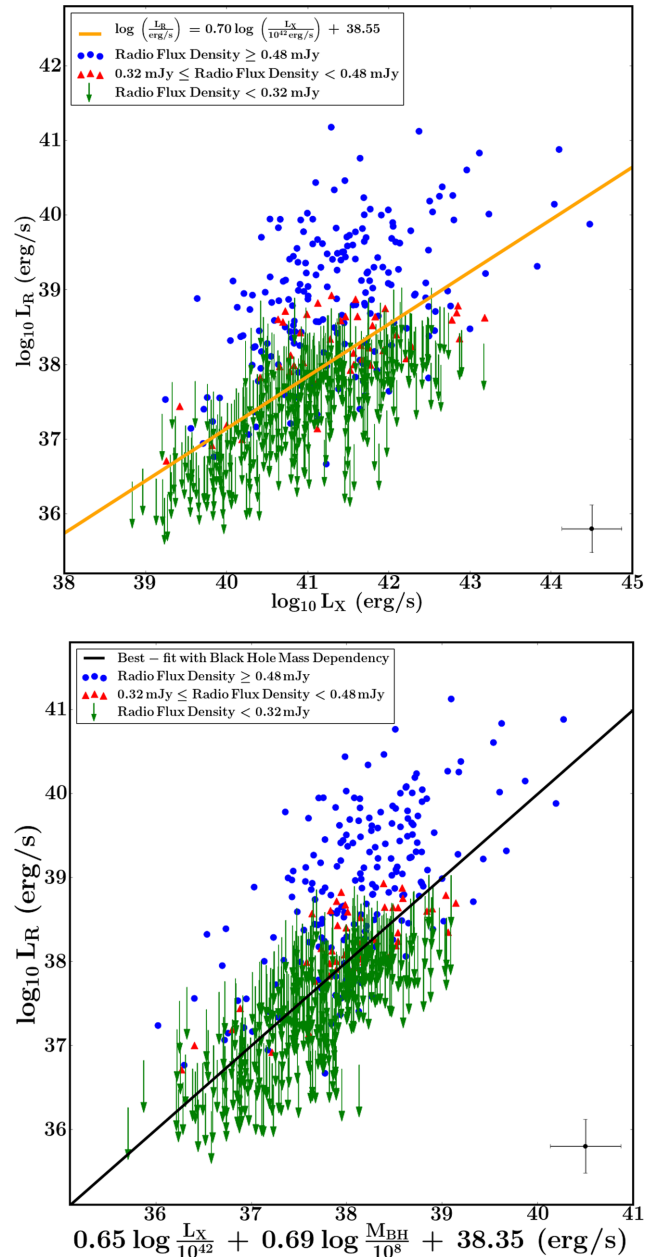 log (L_R / erg/s) = 0.70 log (L_X / 10^42 erg/s) + 38.55
Radio Flux Density ≥ 0.48 mJy
0.32 mJy ≤ Radio Flux Density < 0.48 mJy
Radio Flux Density < 0.32 mJy
log₁₀ L_R (erg/s)
42
41
40
39
38
37
36
38 39 40 41 42 43 44 45
log₁₀ L_X (erg/s)
Best − fit with Black Hole Mass Dependency
Radio Flux Density ≥ 0.48 mJy
0.32 mJy ≤ Radio Flux Density < 0.48 mJy
Radio Flux Density < 0.32 mJy
log₁₀ L_R (erg/s)
41
40
39
38
37
36
36 37 38 39 40 41
0.65 log L_X / 10^42 + 0.69 log M_BH / 10^8 + 38.35 (erg/s)